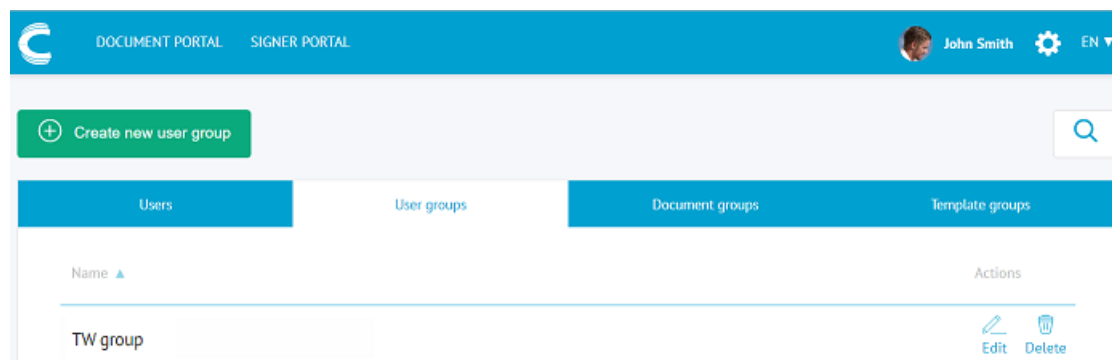 DOCUMENT PORTAL SIGNER PORTAL John Smith EN ▼
Create new user group
Users User groups Document groups Template groups
Name ▲ Actions
TW group
Edit Delete